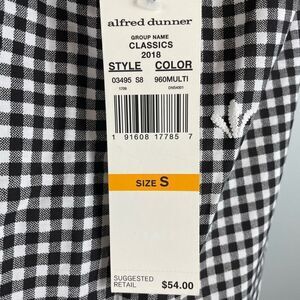 alfred dunner
GROUP NAME
CLASSICS
2018
STYLE COLOR
03495 S8 960MULTI
1 91608 17785 7
SIZE S
SUGGESTED
RETAIL $54.00